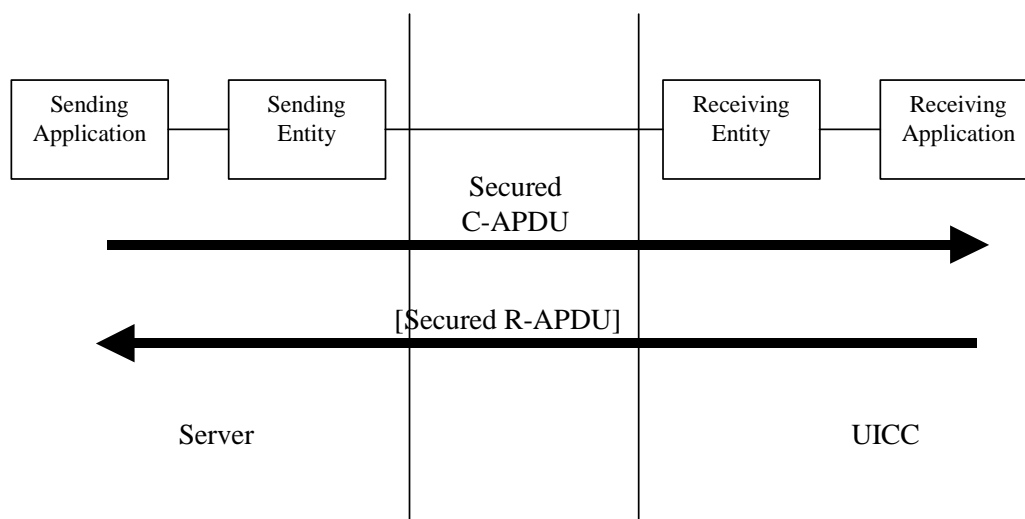 Sending
Application
Sending
Entity
Receiving
Entity
Receiving
Application
Secured
C-APDU
[Secured R-APDU]
Server
UICC